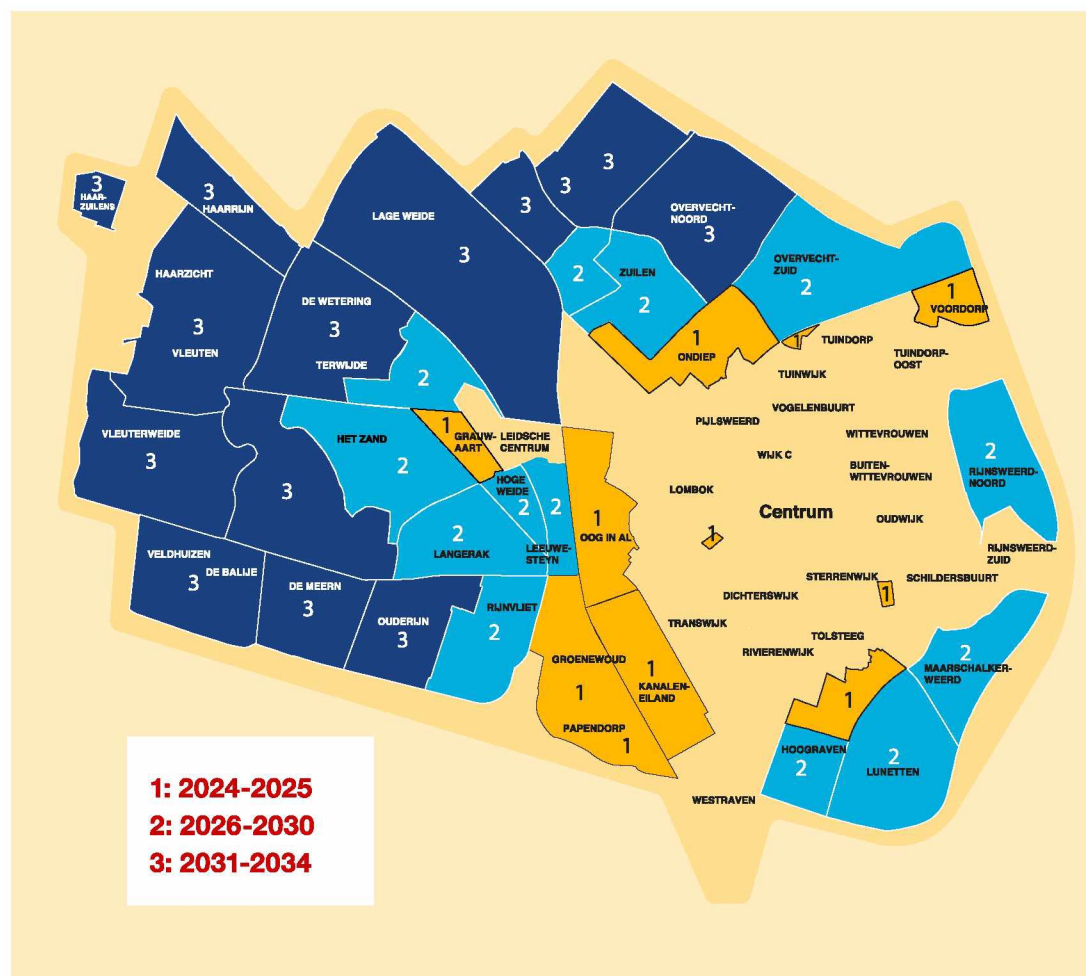 3
HAAR-
ZUILENS
3
HAARRIJN
LAGE WEIDE
3
3
3
3
OVERVECHT-
NOORD
3
HAARZICHT
3
VLEUTEN
DE WETERING
3
TERWIJDE
2
2
ZUILEN
2
OVERVECHT-
ZUID
2
1
VOORDORP
1
ONDIEP
1
TUINDORP
TUINDORP-
OOST
TUINWIJK
VLEUTERWEIDE
3
3
HET ZAND
2
1
GRAUW-
AART
LEIDSCHE
CENTRUM
HOGE
WEIDE
2
2
2
LANGERAK
LEEUWE-
STEYN
1
OOG IN AL
PIJLSWEERD
VOGELENBUURT
WITTEVROUWEN
WIJK C
BUITEN-
WITTEVROUWEN
2
RIJNSWEERD-
NOORD
LOMBOK
Centrum
OUDWIJK
1
RIJNSWEERD-
ZUID
VELDHUIZEN
DE BALIJE
3
DE MEERN
3
OUDERIJN
3
RIJNVLIET
2
STERRENWIJK
SCHILDERSBUURT
1
DICHTERSWIJK
TRANSWIJK
TOLSTEEG
RIVIERENWIJK
GROENEWOUD
1
1
KANALEN-
EILAND
PAPENDORP
1
2
MAARSCHALKER-
WEERD
1
HOOGRAVEN
2
2
LUNETTEN
WESTRAVEN
1: 2024-2025
2: 2026-2030
3: 2031-2034